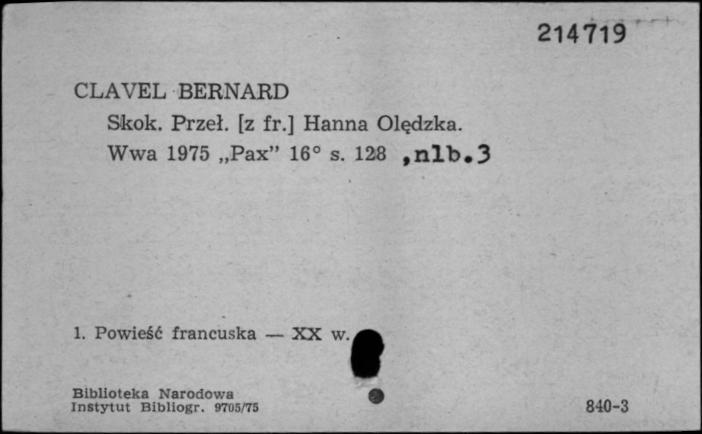 214719
CLAVEL BERNARD
Skok. Przeł. [z fr.] Hanna Olędzka.
Wwa 1975 „Pax” 16° s. 128 ,nlb.3
1. Powieść francuska — XX w.
Biblioteka Narodowa
Instytut Bibliogr. 9705/75
840-3